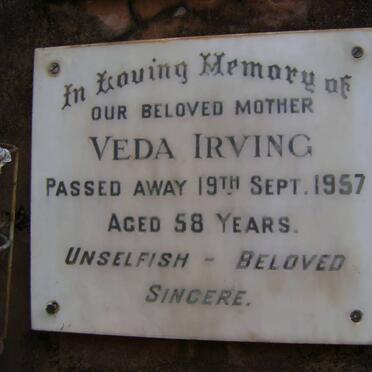 In Loving Memory of
OUR BELOVED MOTHER
VEDA IRVING
PASSED AWAY 19TH SEPT. 1957
AGED 58 YEARS.
UNSELFISH - BELOVED
SINCERE.